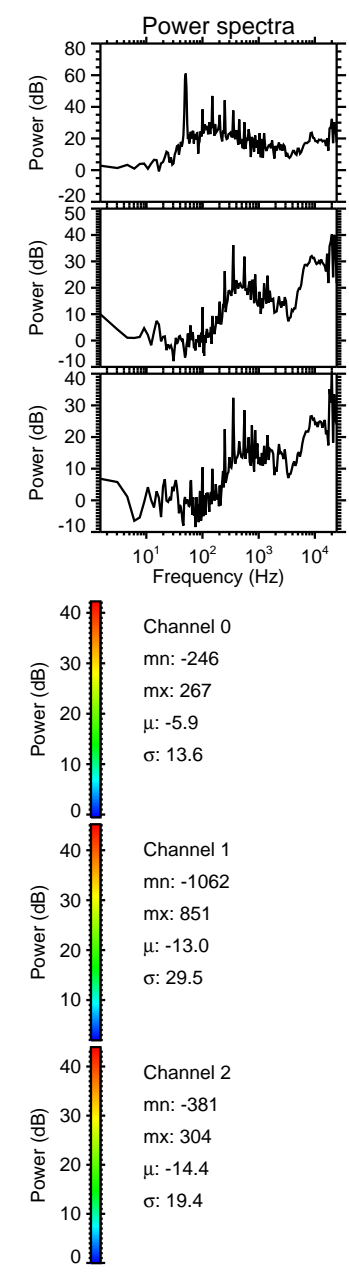 Power spectra
80
60
40
20
0
-20
Power (dB)
50
40
30
20
10
0
-10
Power (dB)
40
30
20
10
0
-10
Power (dB)
10^1 10^2 10^3 10^4
Frequency (Hz)
40
30
20
10
0
Power (dB)
Channel 0
mn: -246
mx: 267
μ: -5.9
σ: 13.6
40
30
20
10
Power (dB)
Channel 1
mn: -1062
mx: 851
μ: -13.0
σ: 29.5
40
30
20
10
0
Power (dB)
Channel 2
mn: -381
mx: 304
μ: -14.4
σ: 19.4